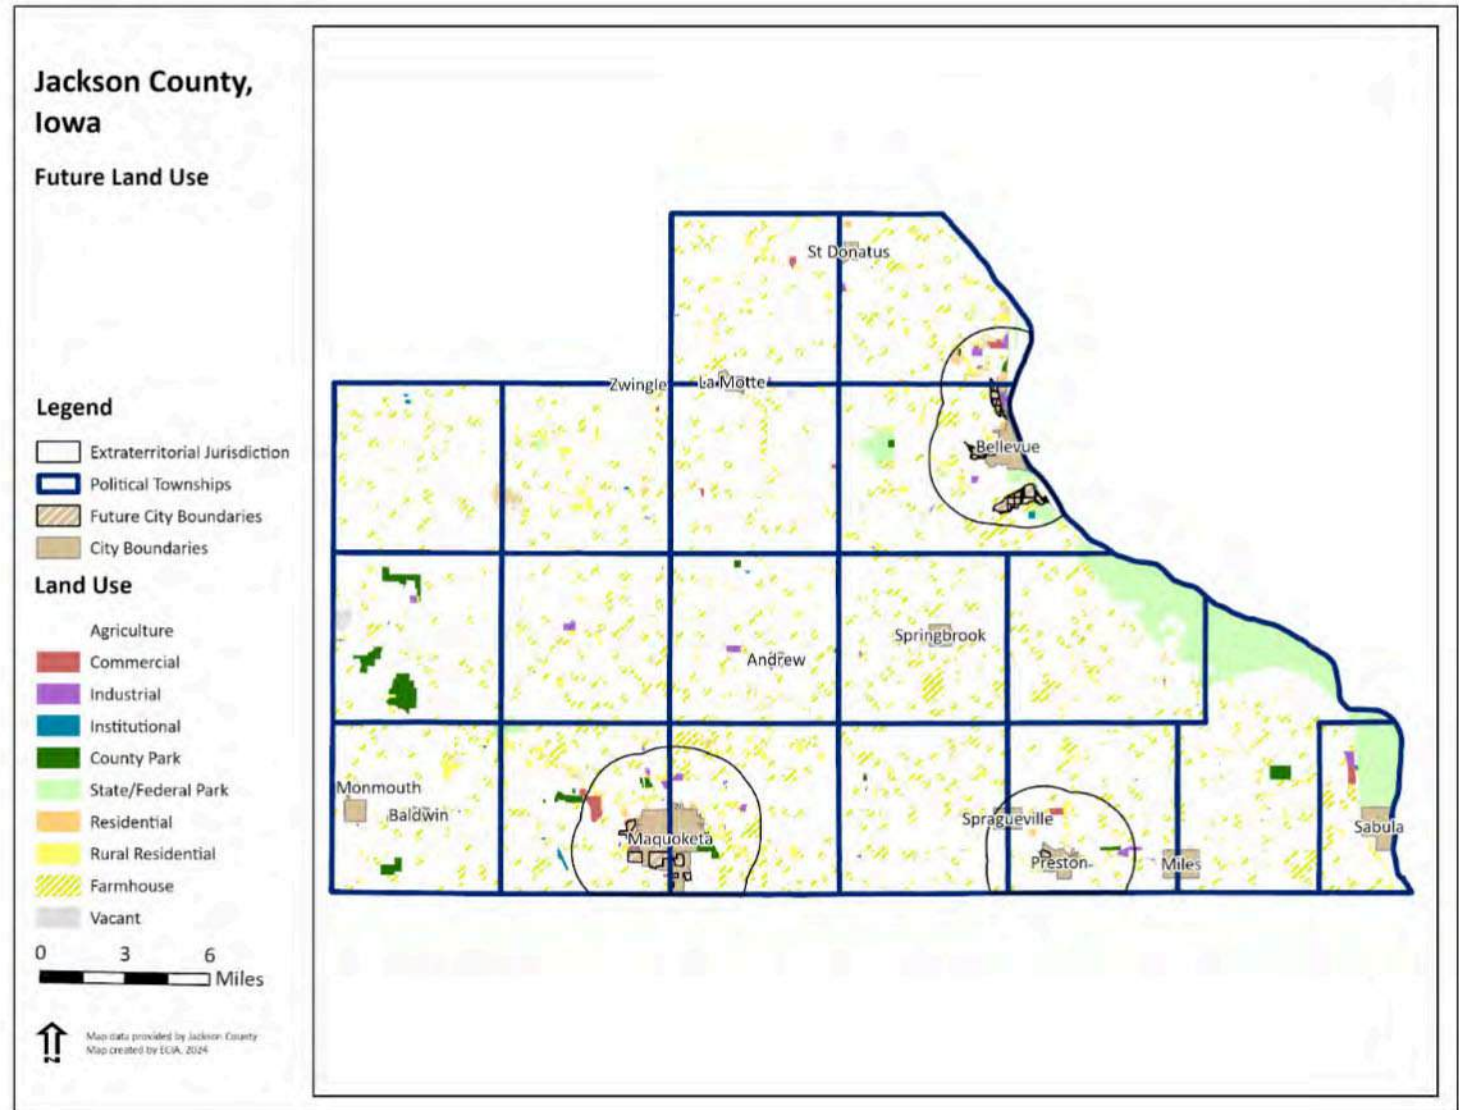 Jackson County,
Iowa
Future Land Use
Legend
Extraterritorial Jurisdiction
Political Townships
Future City Boundaries
City Boundaries
Land Use
Agriculture
Commercial
Industrial
Institutional
County Park
State/Federal Park
Residential
Rural Residential
Farmhouse
Vacant
0 3 6
Miles
Map data provided by Jackson County
Map created by ECIA, 2024
St Donatus
Zwingle
La Motte
Bellevue
Springbrook
Andrew
Monmouth
Baldwin
Maquoketa
Spragueville
Preston
Miles
Sabula